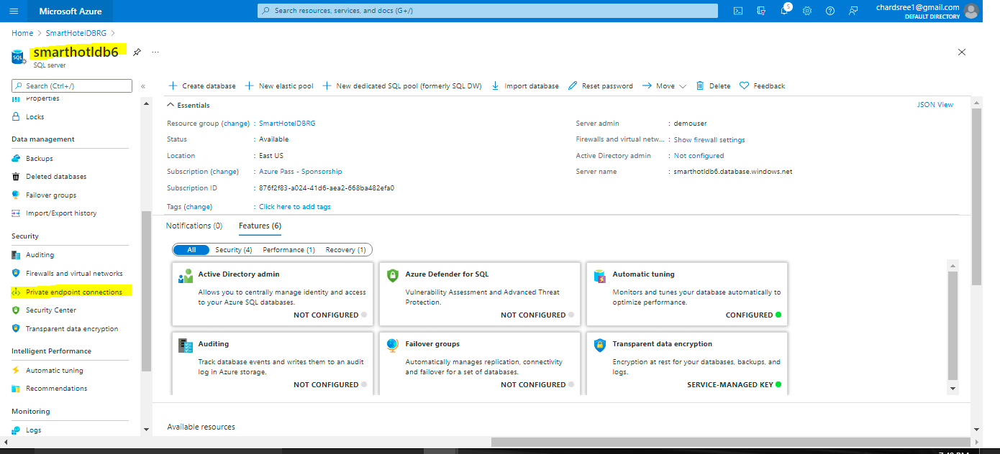 Microsoft Azure
Search resources, services, and docs (G+/)
5
chardsree1@gmail.com
DEFAULT DIRECTORY
Home > SmartHotelDBRG >
SQL
smarthotldb6
...
SQL server
Search (Ctrl+/)
«
Create database
New elastic pool
New dedicated SQL pool (formerly SQL DW)
Import database
Reset password
Move
Delete
Feedback
Properties
Locks
Data management
Backups
Deleted databases
Failover groups
Import/Export history
Security
Auditing
Firewalls and virtual networks
Private endpoint connections
Security Center
Transparent data encryption
Intelligent Performance
Automatic tuning
Recommendations
Monitoring
Logs
Essentials
JSON View
Resource group (change) : SmartHotelDBRG
Status : Available
Location : East US
Subscription (change) : Azure Pass - Sponsorship
Subscription ID : 876f2f83-a024-41d6-aea2-668ba482efa0
Tags (change) : Click here to add tags
Server admin : demouser
Firewalls and virtual netw... : Show firewall settings
Active Directory admin : Not configured
Server name : smarthotldb6.database.windows.net
Notifications (0)
Features (6)
All
Security (4)
Performance (1)
Recovery (1)
Active Directory admin
Allows you to centrally manage identity and access
to your Azure SQL databases.
NOT CONFIGURED
Azure Defender for SQL
Vulnerability Assessment and Advanced Threat
Protection.
NOT CONFIGURED
Automatic tuning
Monitors and tunes your database automatically to
optimize performance.
CONFIGURED
Auditing
Track database events and writes them to an audit
log in Azure storage.
NOT CONFIGURED
Failover groups
Automatically manages replication, connectivity
and failover for a set of databases.
NOT CONFIGURED
Transparent data encryption
Encryption at rest for your databases, backups, and
logs.
SERVICE-MANAGED KEY
Available resources